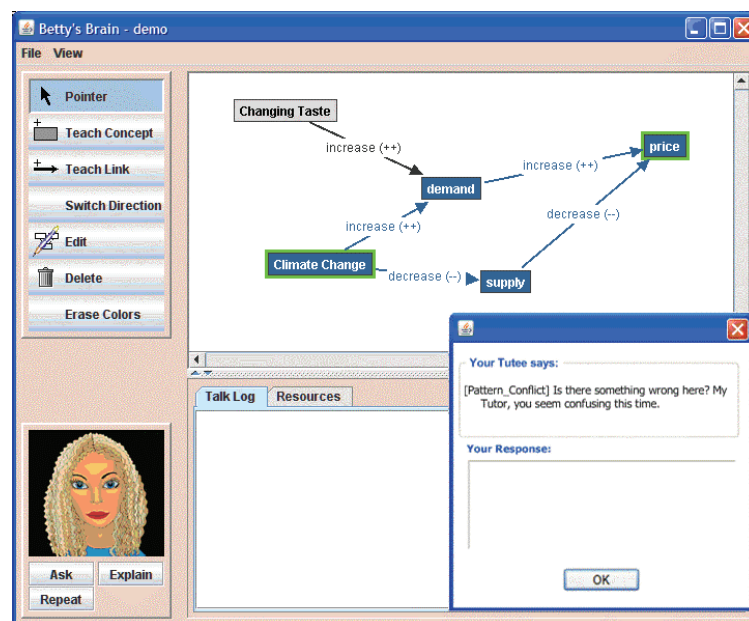 Betty's Brain - demo
File View
Pointer
Teach Concept
Teach Link
Switch Direction
Edit
Delete
Erase Colors
Changing Taste
increase (++)
price
increase (++)
demand
decrease (--)
increase (++)
Climate Change
decrease (--)
supply
Talk Log Resources
Your Tutee says:
[Pattern_Conflict] Is there something wrong here? My
Tutor, you seem confusing this time.
Your Response:
OK
Ask Explain
Repeat